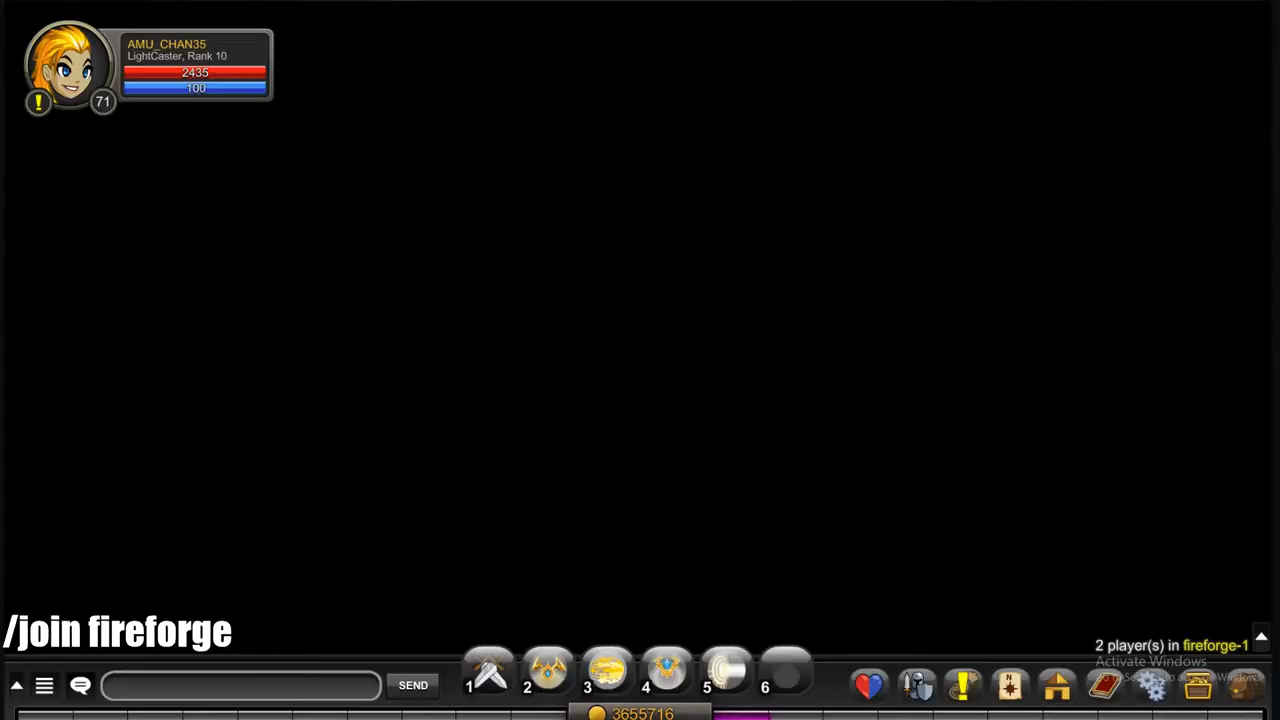 AMU_CHAN35
LightCaster, Rank 10
2435
100
71
/join fireforge
2 player(s) in fireforge-1
Activate Windows
SEND
1
2
3
4
5
6
N
3655716